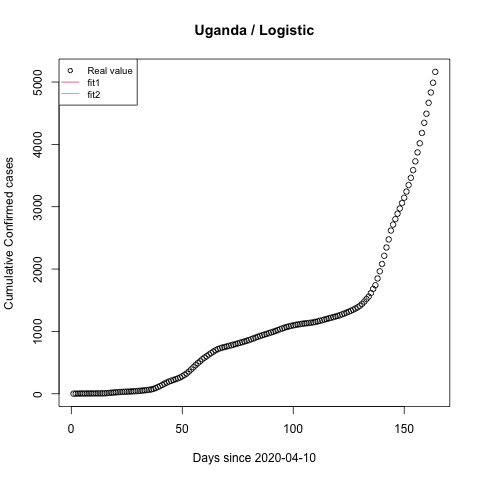 Uganda / Logistic
Real value
fit1
fit2
Cumulative Confirmed cases
0
1000
2000
3000
4000
5000
0
50
100
150
Days since 2020-04-10